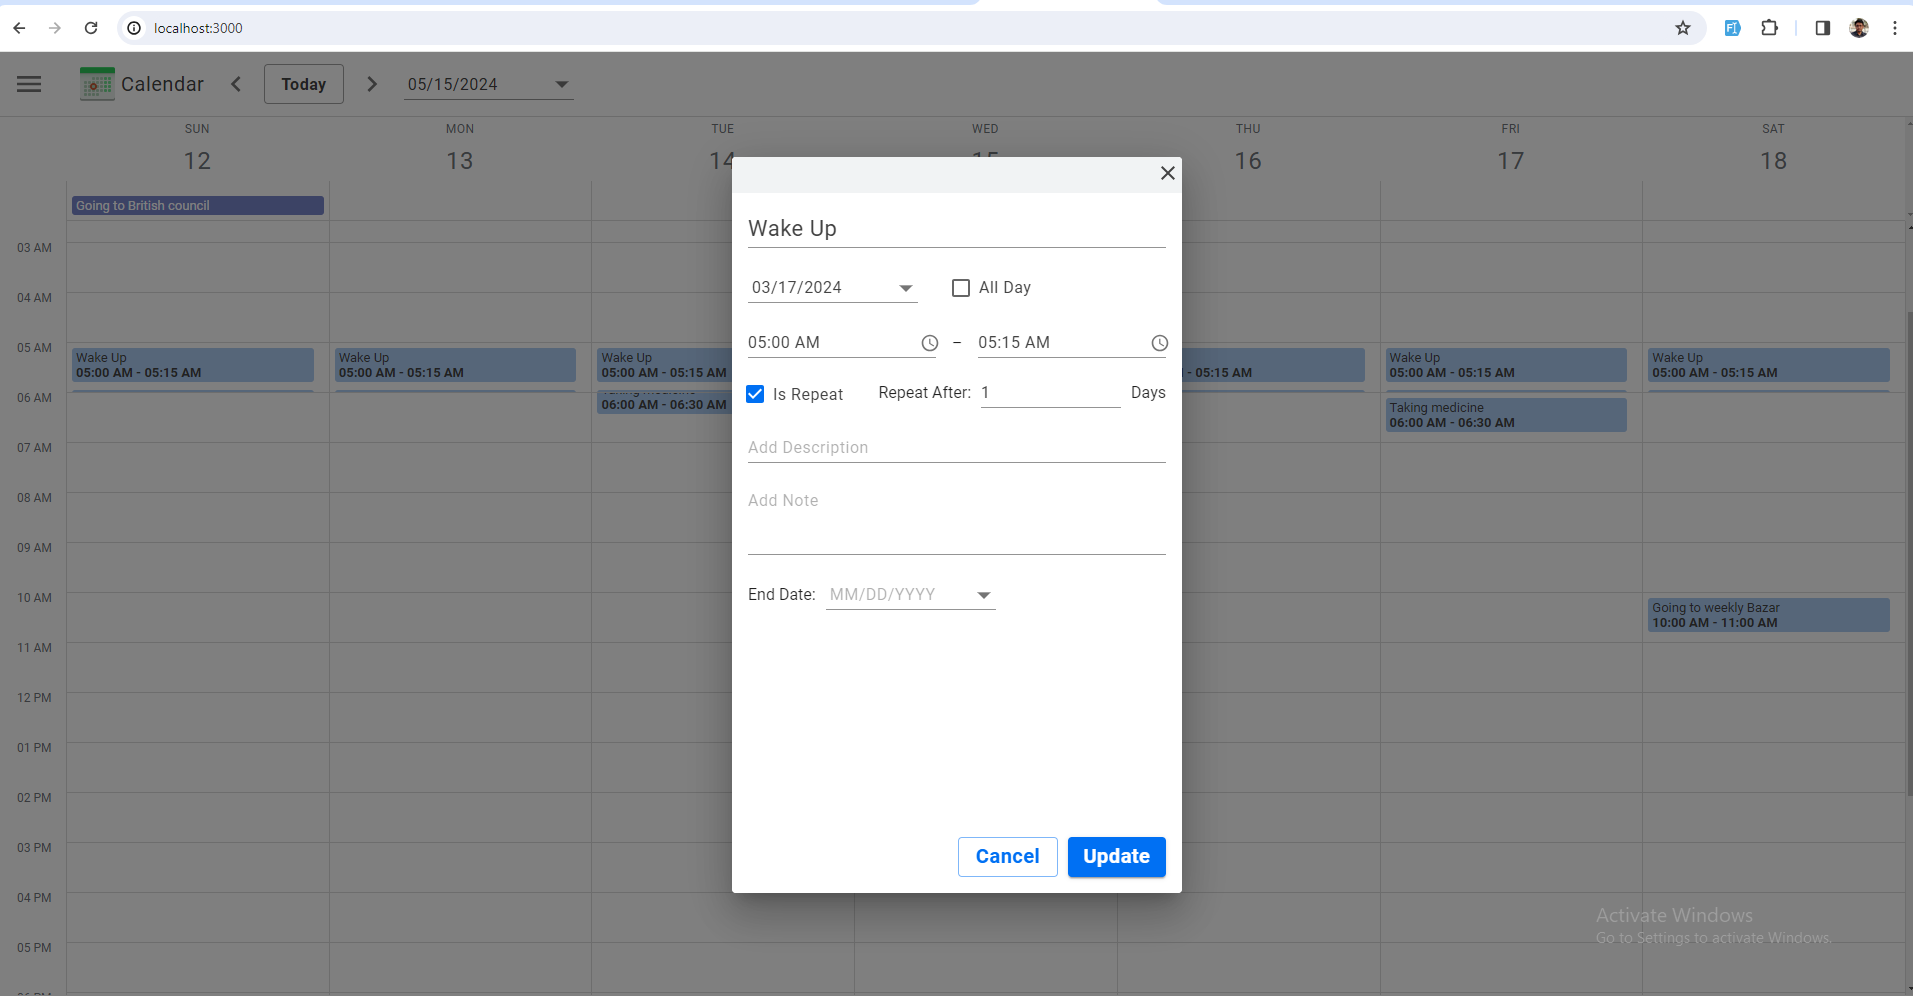 localhost:3000
Calendar Today 05/15/2024
SUN MON TUE WED THU FRI SAT
12 13 14 15 16 17 18
Going to British council
03 AM
04 AM
05 AM
06 AM
07 AM
08 AM
09 AM
10 AM
11 AM
12 PM
01 PM
02 PM
03 PM
04 PM
05 PM
06 PM
Wake Up
05:00 AM - 05:15 AM
Wake Up
05:00 AM - 05:15 AM
Wake Up
05:00 AM - 05:15 AM
Taking medicine
06:00 AM - 06:30 AM
- 05:15 AM
Wake Up
05:00 AM - 05:15 AM
Taking medicine
06:00 AM - 06:30 AM
Wake Up
05:00 AM - 05:15 AM
Going to weekly Bazar
10:00 AM - 11:00 AM
Wake Up
03/17/2024 All Day
05:00 AM – 05:15 AM
Is Repeat Repeat After: 1 Days
Add Description
Add Note
End Date: MM/DD/YYYY
Cancel Update
Activate Windows
Go to Settings to activate Windows.